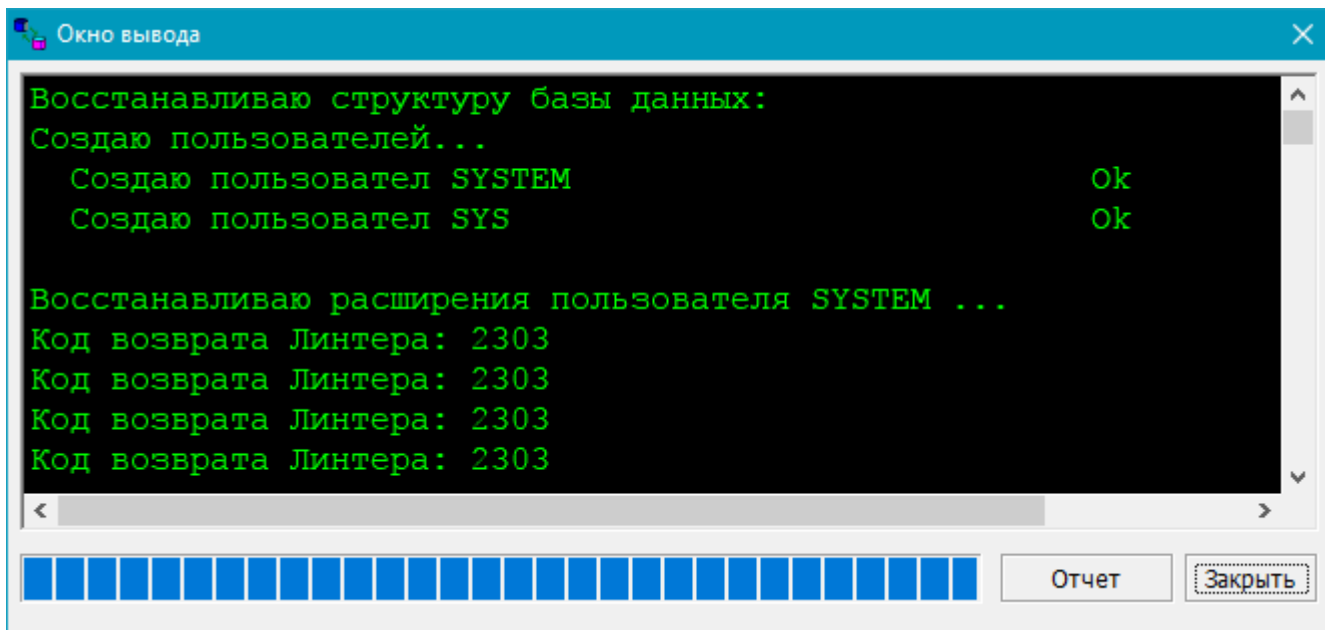 Окно вывода
Восстанавливаю структуру базы данных:
Создаю пользователей...
Создаю пользовател SYSTEM Ok
Создаю пользовател SYS Ok
Восстанавливаю расширения пользователя SYSTEM ...
Код возврата Линтера: 2303
Код возврата Линтера: 2303
Код возврата Линтера: 2303
Код возврата Линтера: 2303
Отчет Закрыть